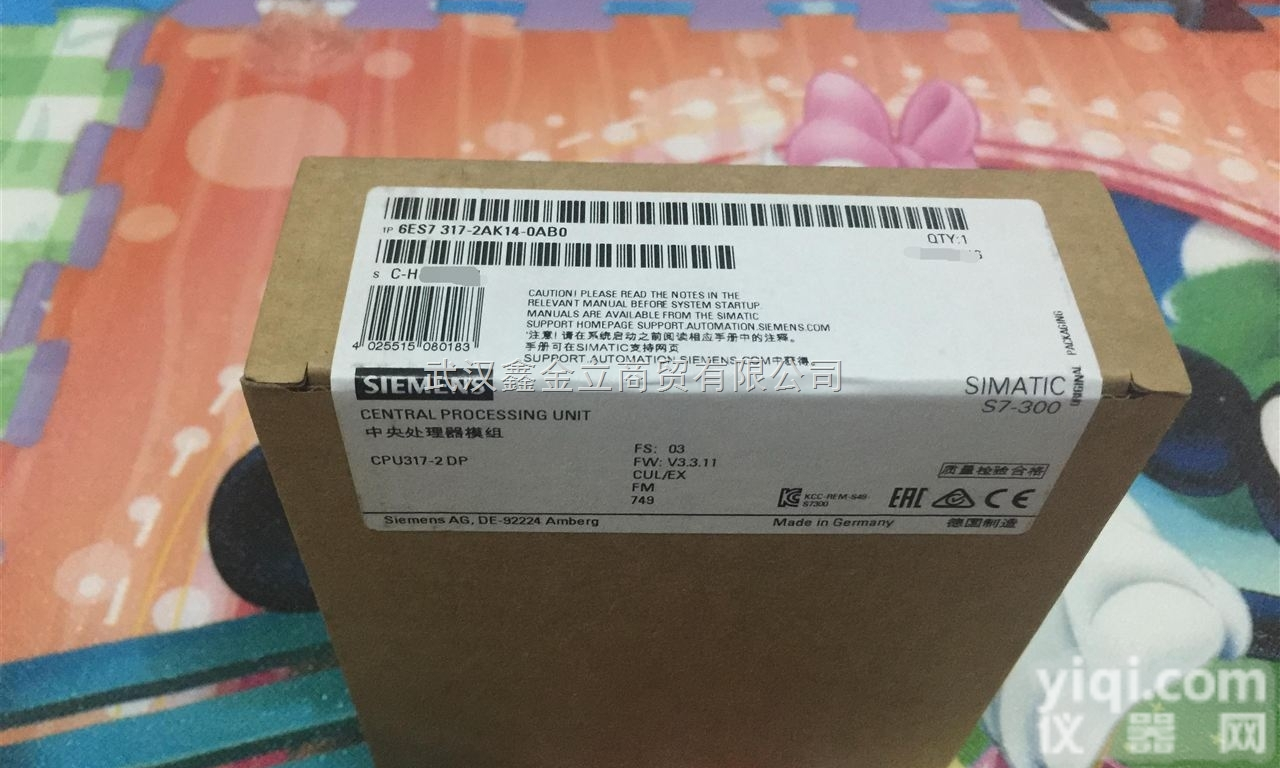 1P 6ES7 317-2AK14-0AB0
QTY:1
S C-H
4 025515 080183
CAUTION! PLEASE READ THE NOTES IN THE
RELEVANT MANUAL BEFORE SYSTEM STARTUP.
MANUALS ARE AVAILABLE FROM THE SIMATIC
SUPPORT HOMEPAGE SUPPORT.AUTOMATION.SIEMENS.COM
"注意! 请在系统启动之前阅读相应手册中的注释。
手册可在SIMATIC支持网页
SUPPORT.AUTOMATION.SIEMENS.COM中获得。
ORIGINAL PACKAGING
武汉鑫金立商贸有限公司
SIEMENS
SIMATIC
S7-300
CENTRAL PROCESSING UNIT
中央处理器模组
CPU317-2 DP
FS: 03
FW: V3.3.11
CUL/EX
FM
749
质量检验合格
KCC-REM-S49-
S7300
EAC
CE
Siemens AG, DE-92224 Amberg
Made in Germany
德国制造
yiqi.com
仪器网